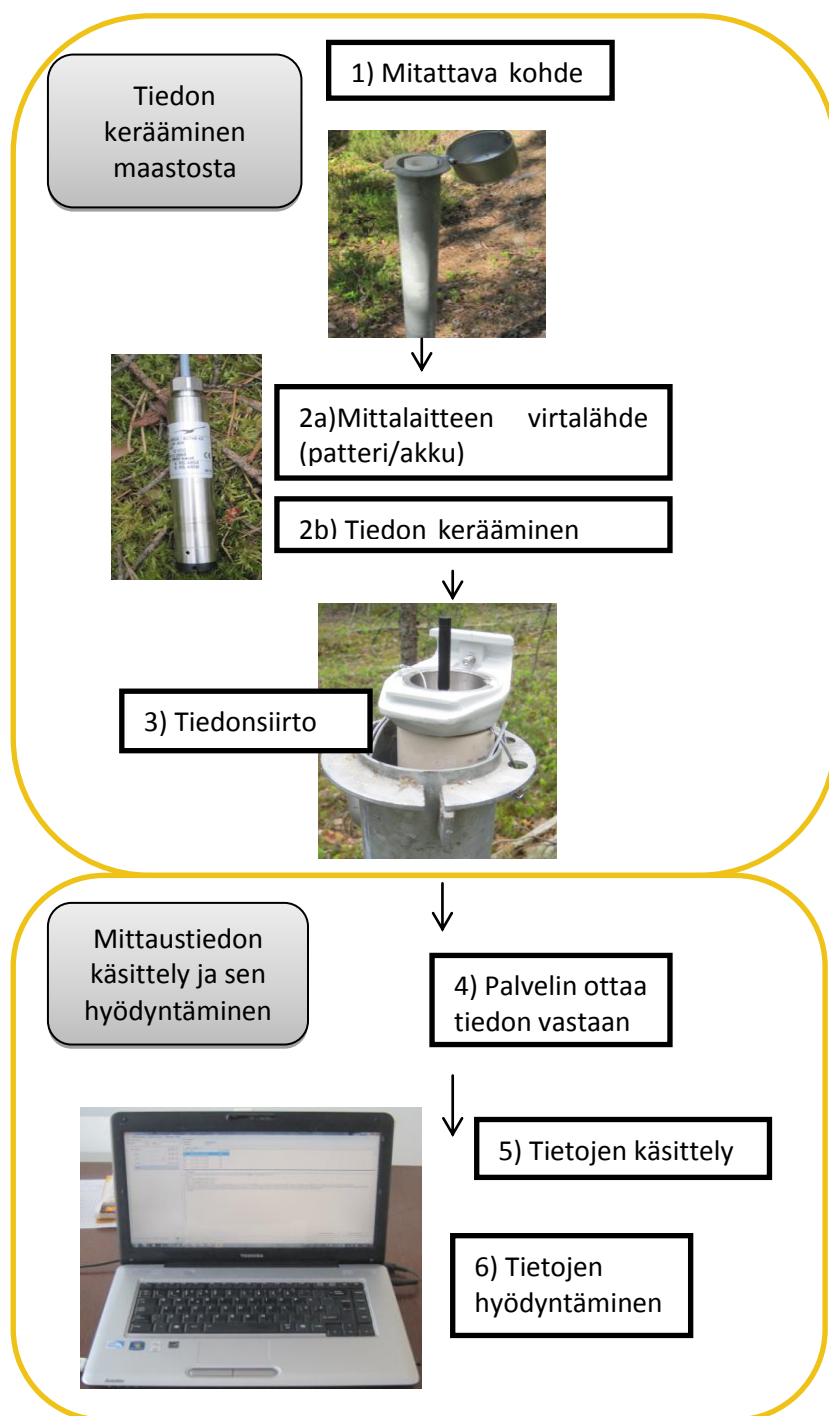 1) Mitattava kohde
Tiedon
kerääminen
maastosta
2a)Mittalaitteen virtalähde
(patteri/akku)
2b) Tiedon kerääminen
3) Tiedonsiirto
Mittaustiedon
käsittely ja sen
hyödyntäminen
4) Palvelin ottaa
tiedon vastaan
5) Tietojen käsittely
TOSHIBA
6) Tietojen
hyödyntäminen